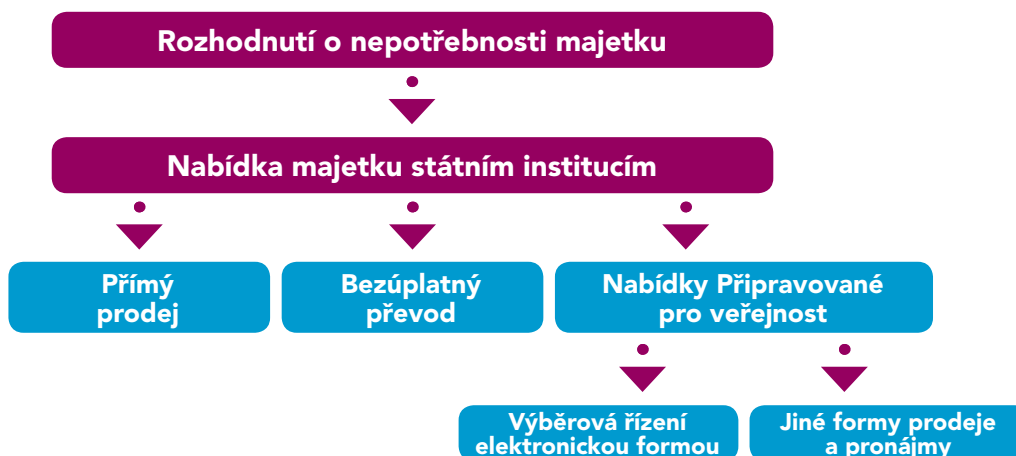 Rozhodnutí o nepotřebnosti majetku
Nabídka majetku státním institucím
Přímý
prodej
Bezúplatný
převod
Nabídky Připravované
pro veřejnost
Výběrová řízení
elektronickou formou
Jiné formy prodeje
a pronájmy